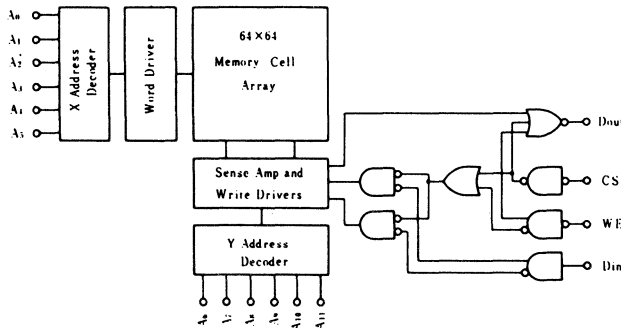 A₀
A₁
A₂
A₃
A₄
A₅
X Address
Decoder
Word Driver
64×64
Memory Cell
Array
Sense Amp and
Write Drivers
Y Address
Decoder
A₆
A₇
A₈
A₉
A₁₀
A₁₁
Dout
CS
WE
Din